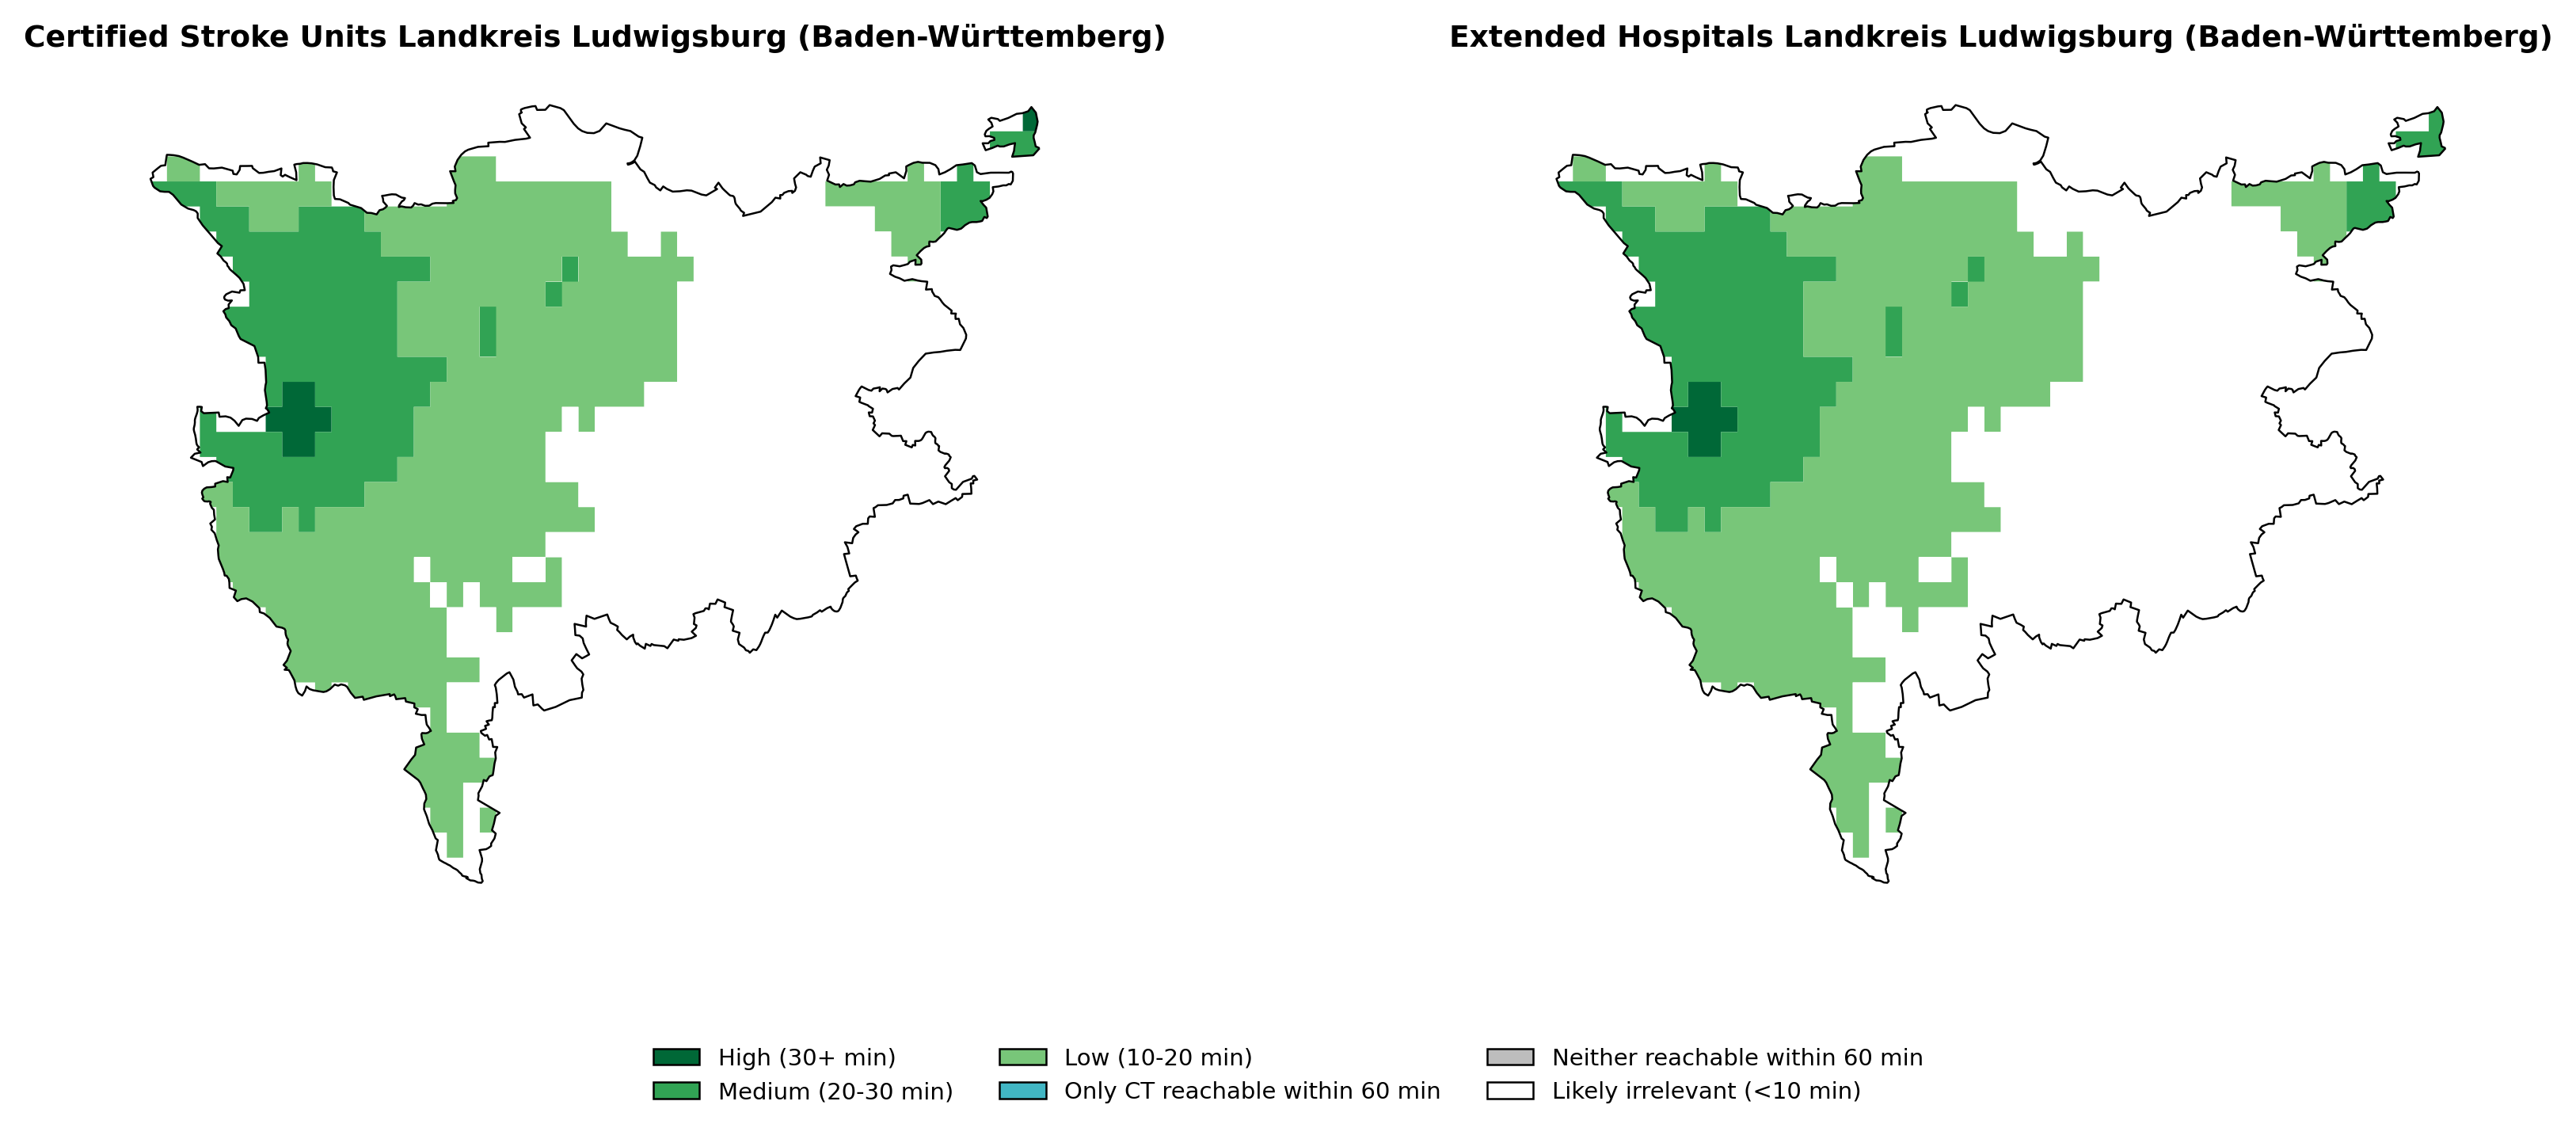 Certified Stroke Units Landkreis Ludwigsburg (Baden-Württemberg)
Extended Hospitals Landkreis Ludwigsburg (Baden-Württemberg)
High (30+ min)
Medium (20-30 min)
Low (10-20 min)
Only CT reachable within 60 min
Neither reachable within 60 min
Likely irrelevant (<10 min)